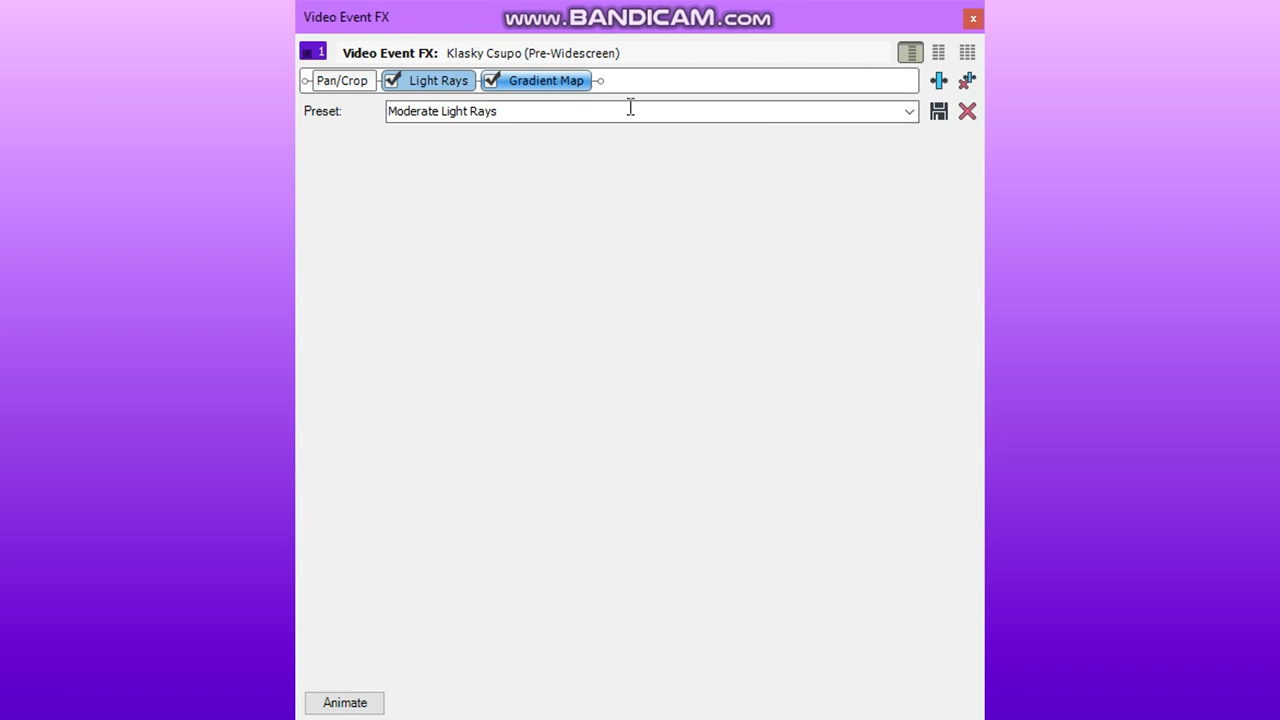 Video Event FX
www.BANDICAM.com
x
1
Video Event FX: Klasky Csupo (Pre-Widescreen)
Pan/Crop Light Rays Gradient Map
Preset: Moderate Light Rays
Animate